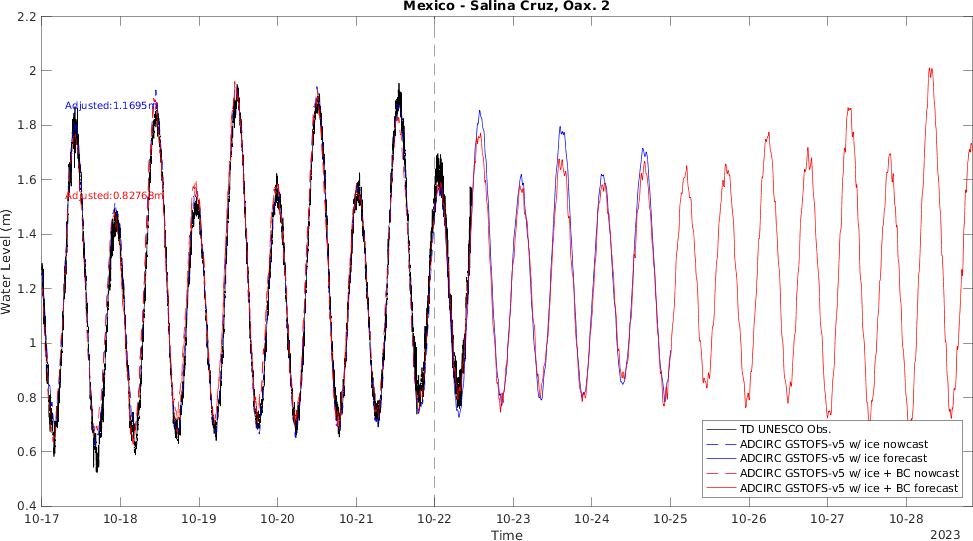 Mexico - Salina Cruz, Oax. 2
2.2
2
1.8
1.6
1.4
1.2
1
0.8
0.6
0.4
Water Level (m)
Adjusted:1.1695m
Adjusted:0.82763m
TD UNESCO Obs.
ADCIRC GSTOFS-v5 w/ ice nowcast
ADCIRC GSTOFS-v5 w/ ice forecast
ADCIRC GSTOFS-v5 w/ ice + BC nowcast
ADCIRC GSTOFS-v5 w/ ice + BC forecast
10-17 10-18 10-19 10-20 10-21 10-22 10-23 10-24 10-25 10-26 10-27 10-28
Time
2023